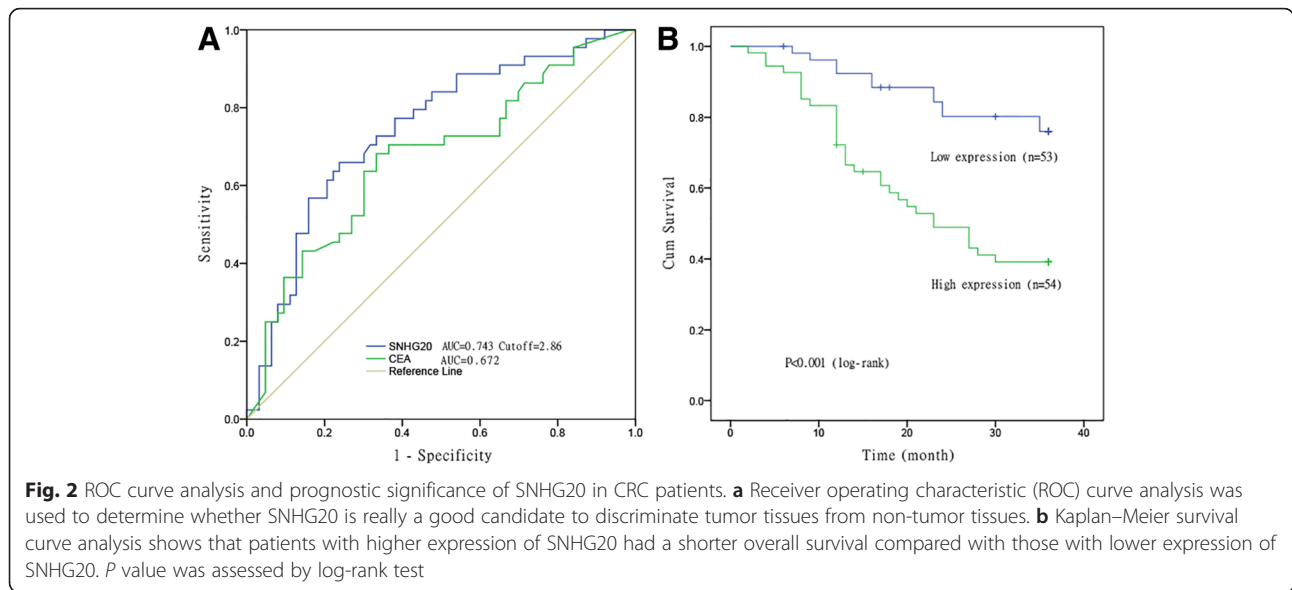 A
1.0
0.8
0.6
0.4
0.2
0.0
Sensitivity
SNHG20 AUC=0.743 Cutoff=2.86
CEA AUC=0.672
Reference Line
0.0 0.2 0.4 0.6 0.8 1.0
1 - Specificity
B
1.0
0.8
0.6
0.4
0.2
0.0
Cum Survival
Low expression (n=53)
High expression (n=54)
P<0.001 (log-rank)
0 10 20 30 40
Time (month)
Fig. 2 ROC curve analysis and prognostic significance of SNHG20 in CRC patients. a Receiver operating characteristic (ROC) curve analysis was
used to determine whether SNHG20 is really a good candidate to discriminate tumor tissues from non-tumor tissues. b Kaplan–Meier survival
curve analysis shows that patients with higher expression of SNHG20 had a shorter overall survival compared with those with lower expression of
SNHG20. P value was assessed by log-rank test